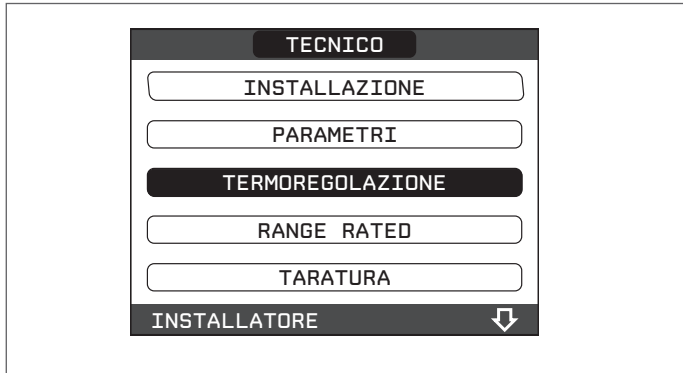 TECNICO
INSTALLAZIONE
PARAMETRI
TERMOREGOLAZIONE
RANGE RATED
TARATURA
INSTALLATORE